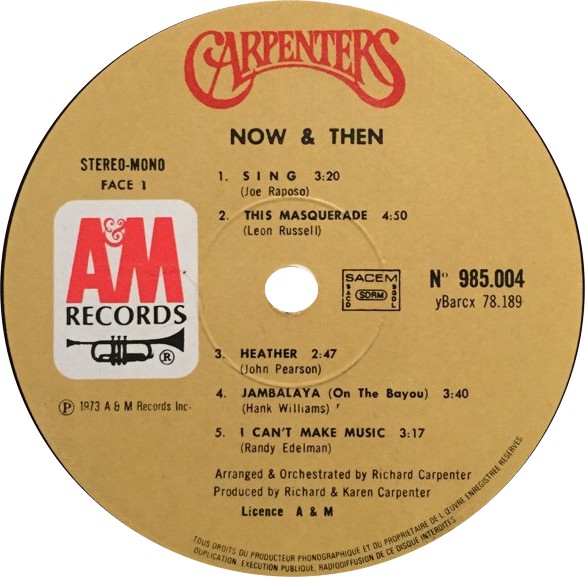 CARPENTERS
NOW & THEN
STEREO-MONO
FACE 1
1. SING 3:20
(Joe Raposo)
2. THIS MASQUERADE 4:50
(Leon Russell)
A&M
RECORDS
®
SACEM
SACD
SDRM
SGDL
N° 985.004
yBarcx 78.189
3. HEATHER 2:47
(John Pearson)
4. JAMBALAYA (On The Bayou) 3:40
(Hank Williams)
5. I CAN'T MAKE MUSIC 3:17
(Randy Edelman)
℗ 1973 A & M Records Inc.
Arranged & Orchestrated by Richard Carpenter
Produced by Richard & Karen Carpenter
Licence A & M
TOUS DROITS DU PRODUCTEUR PHONOGRAPHIQUE ET DU PROPRIETAIRE DE L'ŒUVRE ENREGISTREE RESERVES.
DUPLICATION, EXECUTION PUBLIQUE, RADIODIFFUSION DE CE DISQUE INTERDITES